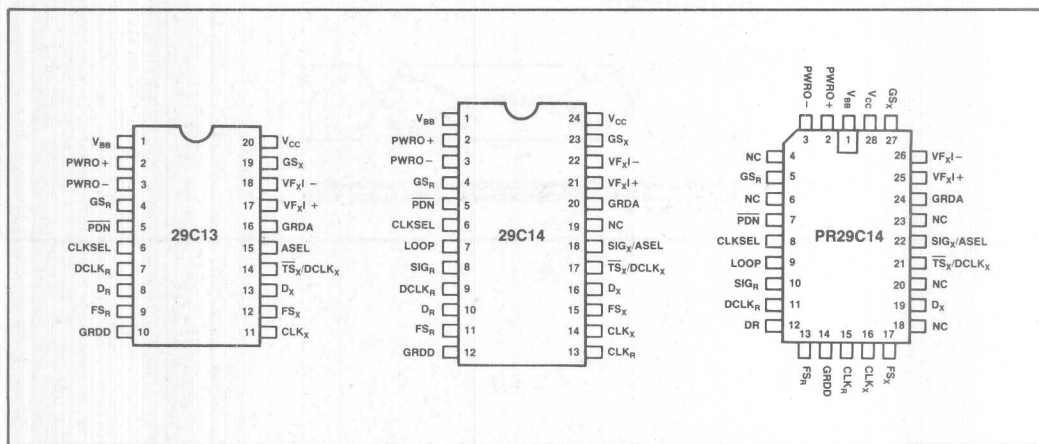 V_BB 1 20 V_CC
PWRO+ 2 19 GS_X
PWRO- 3 18 VF_XI -
GS_R 4 17 VF_XI +
P̅D̅N̅ 5 16 GRDA
CLKSEL 6 29C13 15 ASEL
DCLK_R 7 14 T̅S̅_X/DCLK_X
D_R 8 13 D_X
FS_R 9 12 FS_X
GRDD 10 11 CLK_X
V_BB 1 24 V_CC
PWRO+ 2 23 GS_X
PWRO- 3 22 VF_XI-
GS_R 4 21 VF_XI+
P̅D̅N̅ 5 20 GRDA
CLKSEL 6 29C14 19 NC
LOOP 7 18 SIG_X/ASEL
SIG_R 8 17 T̅S̅_X/DCLK_X
DCLK_R 9 16 D_X
D_R 10 15 FS_X
FS_R 11 14 CLK_X
GRDD 12 13 CLK_R
PWRO- PWRO+ V_BB V_CC GS_X
3 2 1 28 27
NC 4 26 VF_XI-
GS_R 5 25 VF_XI+
NC 6 24 GRDA
P̅D̅N̅ 7 23 NC
CLKSEL 8 PR29C14 22 SIG_X/ASEL
LOOP 9 21 T̅S̅_X/DCLK_X
SIG_R 10 20 NC
DCLK_R 11 19 D_X
DR 12 18 NC
13 14 15 16 17
FS_R GRDD CLK_R CLK_X FS_X